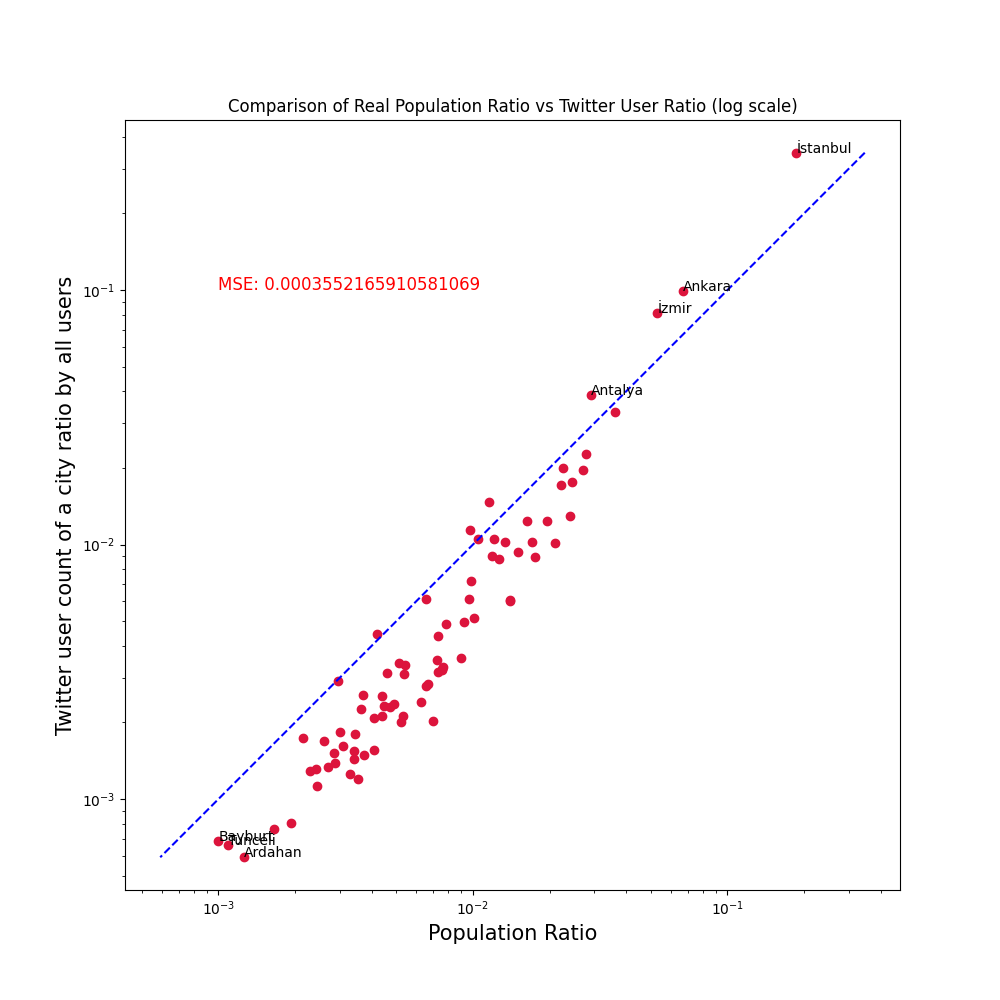 Comparison of Real Population Ratio vs Twitter User Ratio (log scale)
İstanbul
MSE: 0.0003552165910581069
Ankara
İzmir
Antalya
Bayburt
Tunceli
Ardahan
10⁻¹
10⁻²
10⁻³
Twitter user count of a city ratio by all users
10⁻³ 10⁻² 10⁻¹
Population Ratio